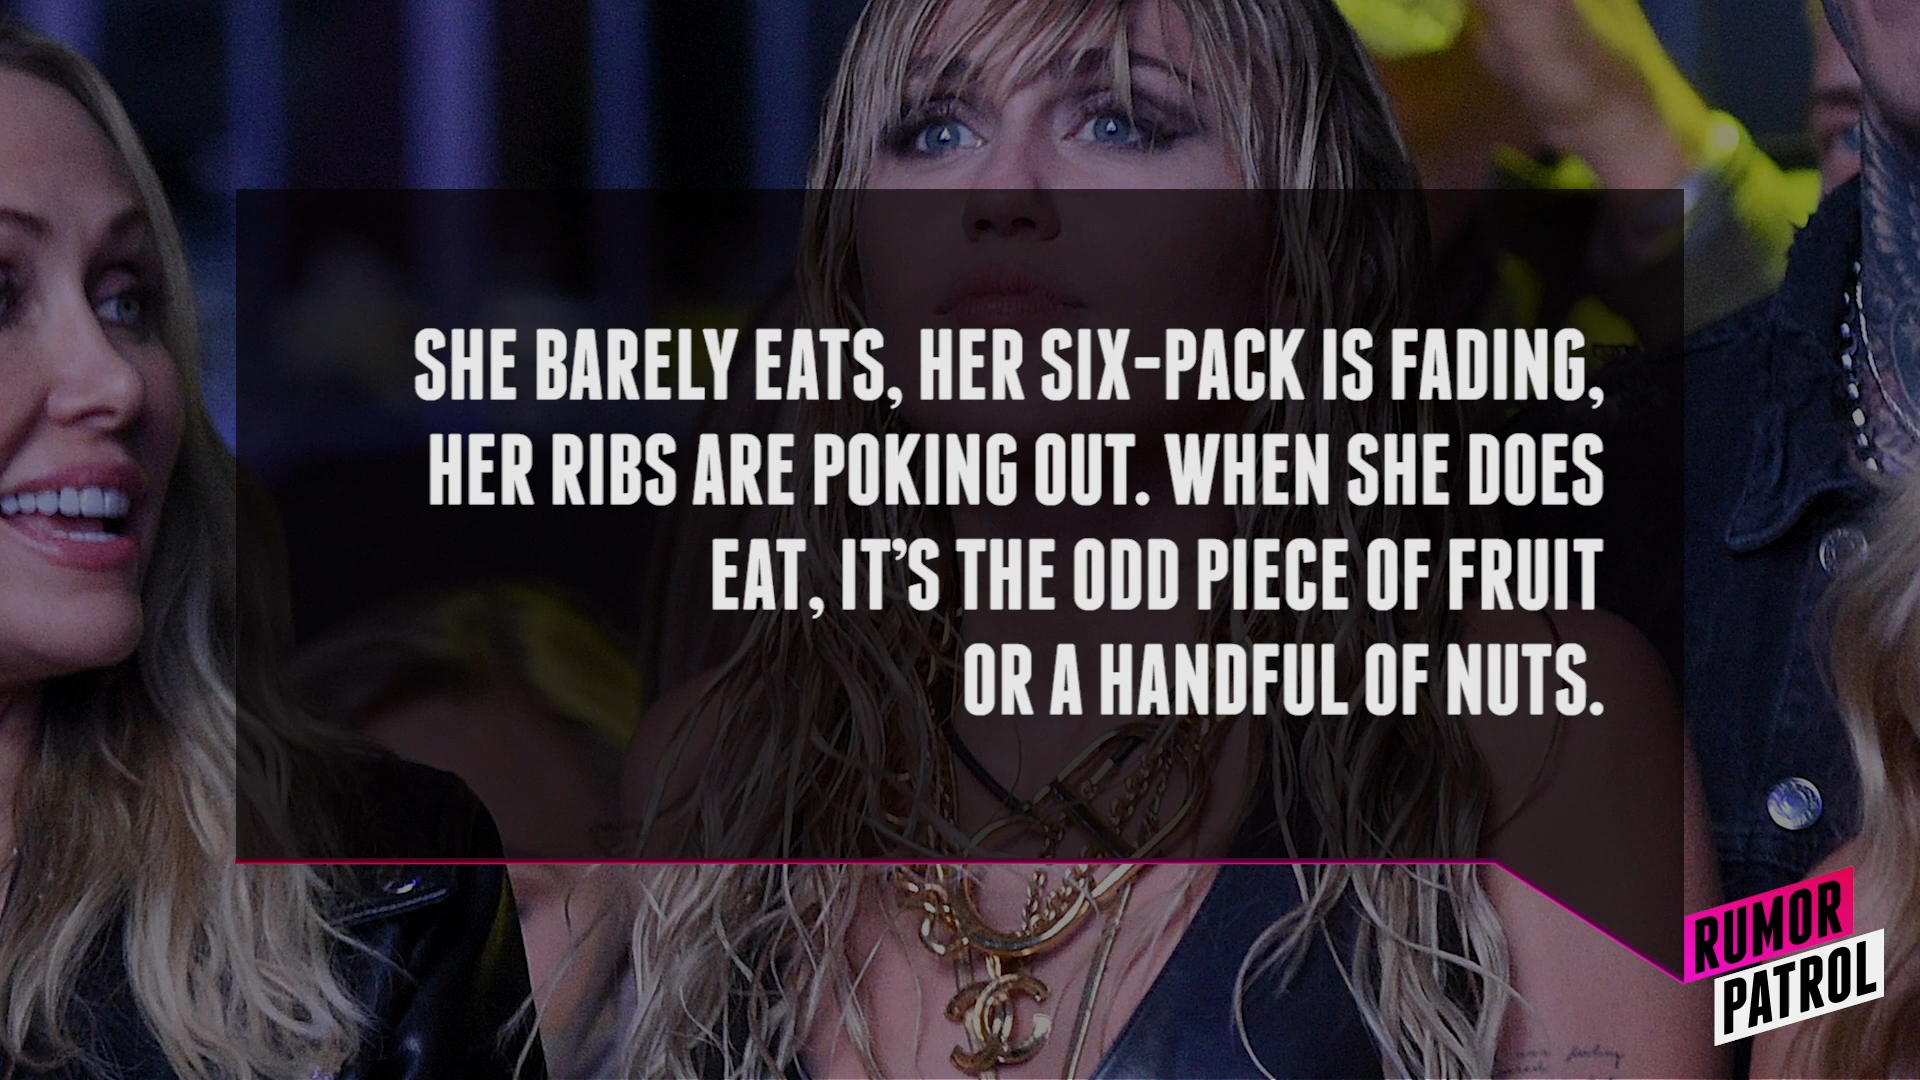 SHE BARELY EATS, HER SIX-PACK IS FADING,
HER RIBS ARE POKING OUT. WHEN SHE DOES
EAT, IT'S THE ODD PIECE OF FRUIT
OR A HANDFUL OF NUTS.
RUMOR
PATROL